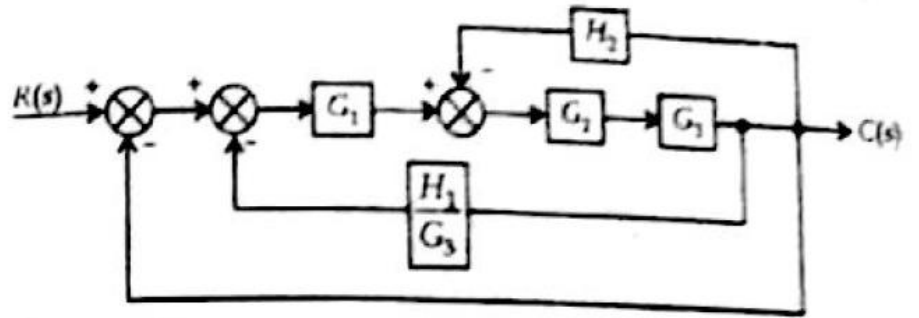 H₂
R(s) + - + - G₁ + - G₂ G₃ C(s)
H₁
G₃